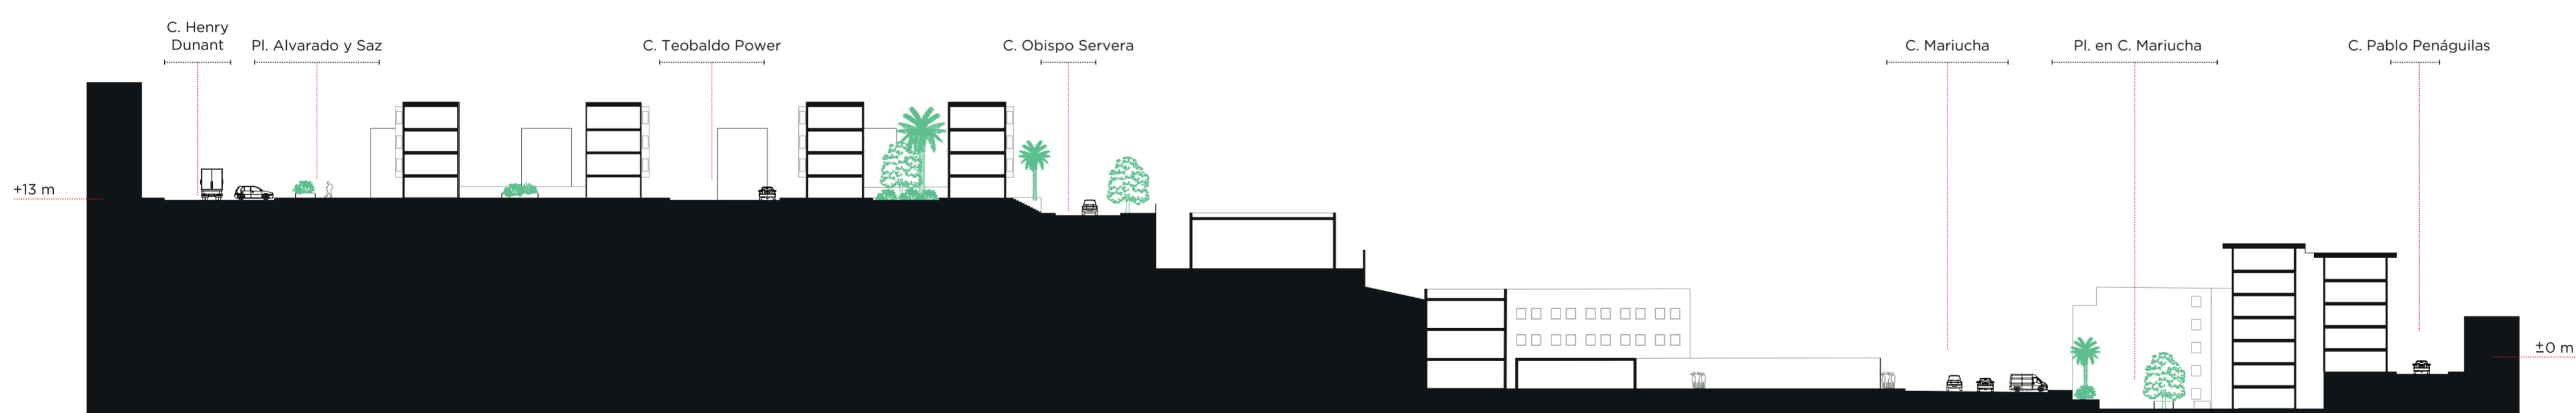 C. Henry
Dunant
Pl. Alvarado y Saz
C. Teobaldo Power
C. Obispo Servera
C. Mariucha
Pl. en C. Mariucha
C. Pablo Penáguilas
+13 m
±0 m